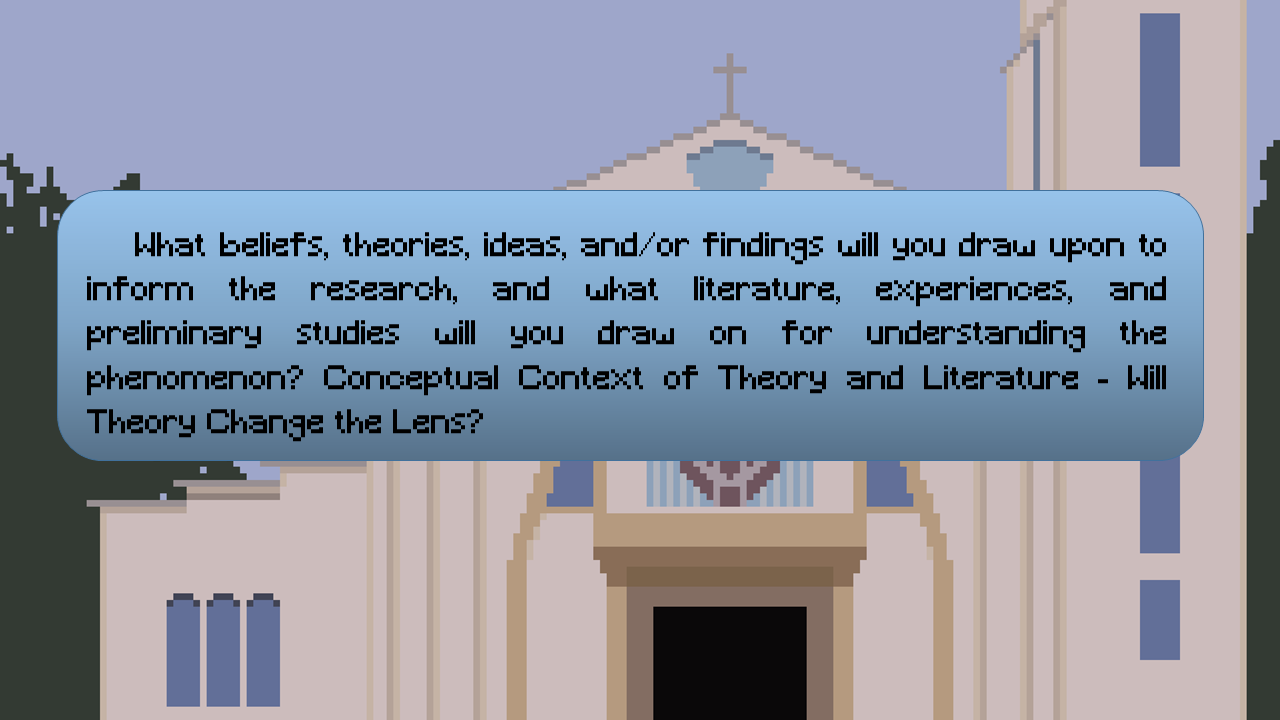 What beliefs, theories, ideas, and/or findings will you draw upon to
inform the research, and what literature, experiences, and
preliminary studies will you draw on for understanding the
phenomenon? Conceptual Context of Theory and Literature - Will
Theory Change the Lens?